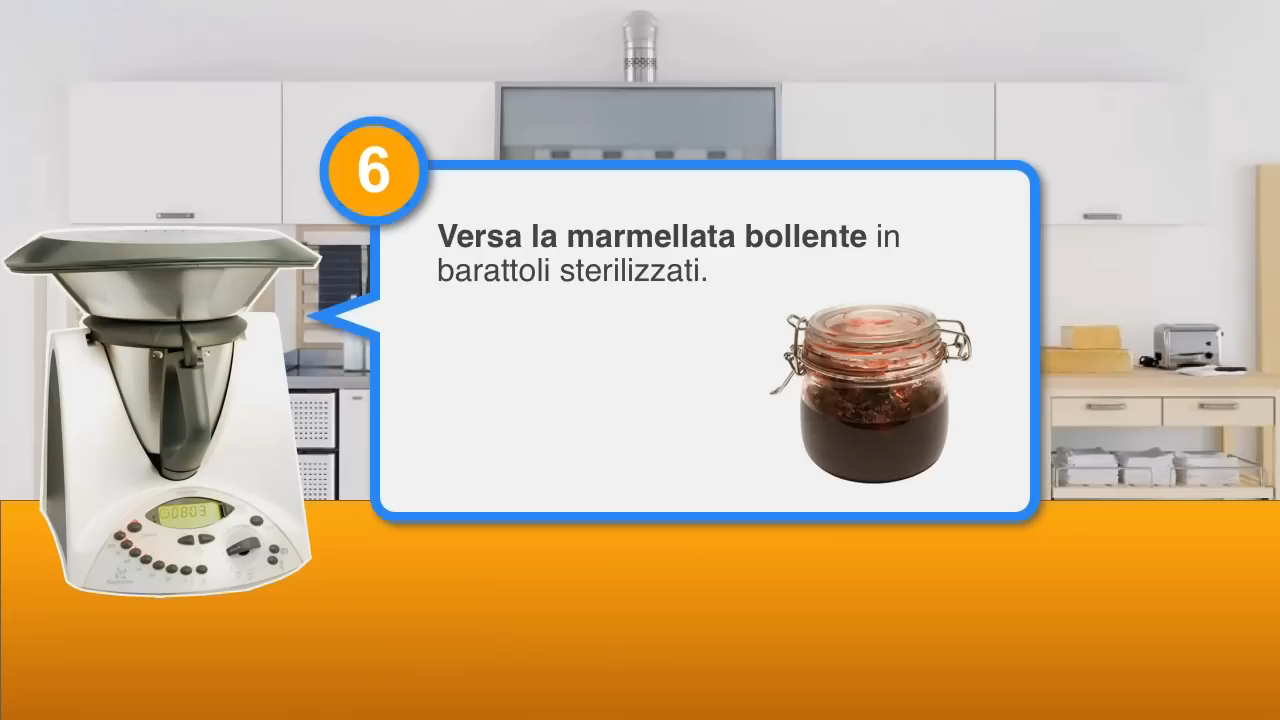 6
Versa la marmellata bollente in
barattoli sterilizzati.
0803